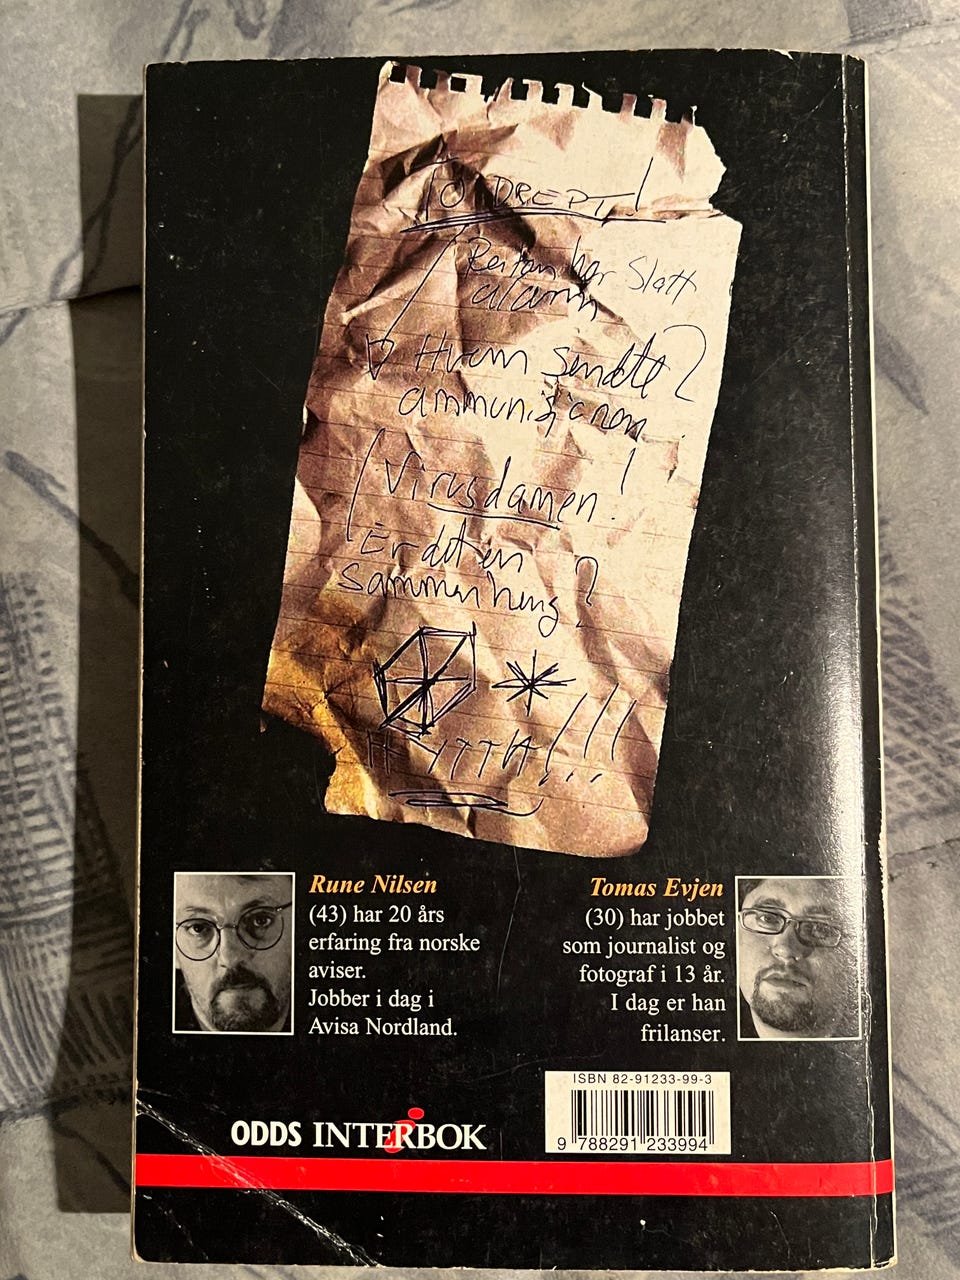 TO DREPT!
Reitan har Slått
alarm
Hvem sendte?
ammunisjonen
Virusdamen!
Er det en
sammenheng?
HYTTA!!!
Rune Nilsen
(43) har 20 års
erfaring fra norske
aviser.
Jobber i dag i
Avisa Nordland.
Tomas Evjen
(30) har jobbet
som journalist og
fotograf i 13 år.
I dag er han
frilanser.
ISBN 82-91233-99-3
9 788291 233994
ODDS INTERBOK